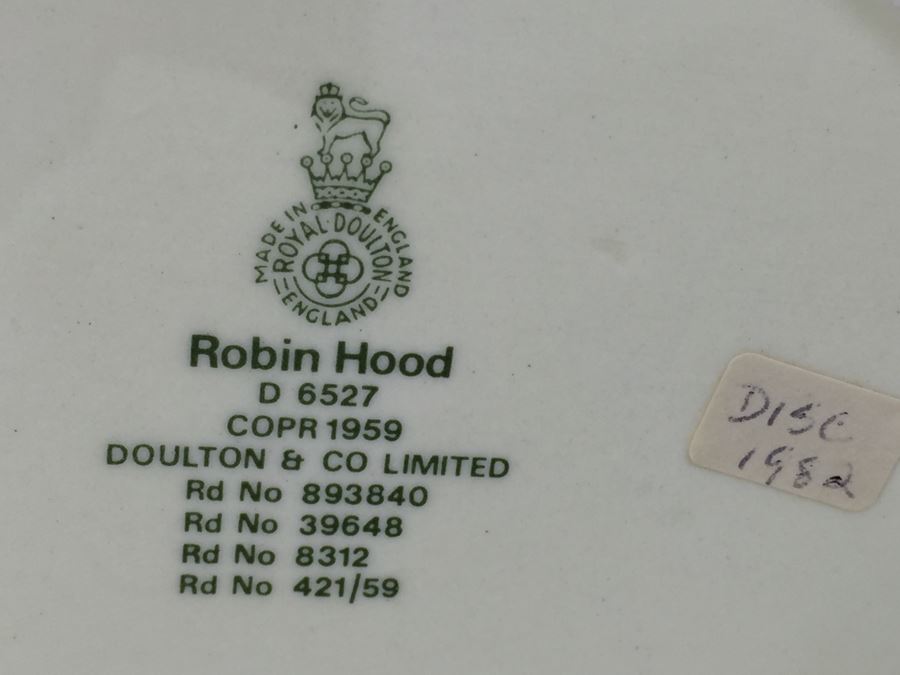 MADE IN ENGLAND
ROYAL·DOULTON
ENGLAND
Robin Hood
D 6527
COPR 1959
DOULTON & CO LIMITED
Rd No 893840
Rd No 39648
Rd No 8312
Rd No 421/59
DISC
1982